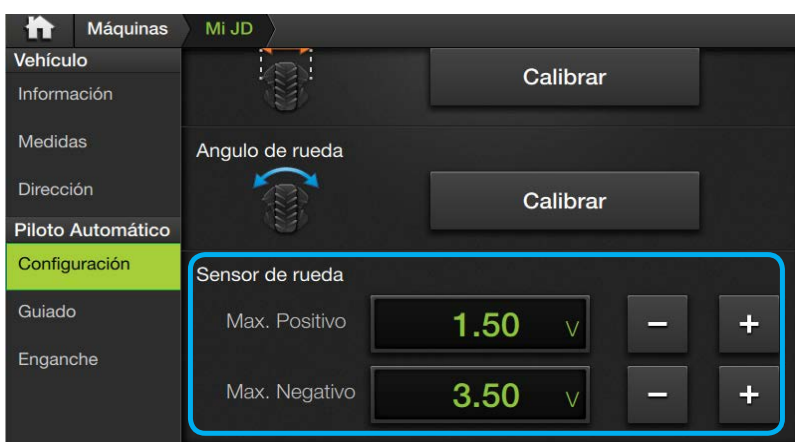 Máquinas Mi JD
Vehículo
Información
Medidas
Dirección
Piloto Automático
Configuración
Guiado
Enganche
Calibrar
Angulo de rueda
Calibrar
Sensor de rueda
Max. Positivo 1.50 V − +
Max. Negativo 3.50 V − +